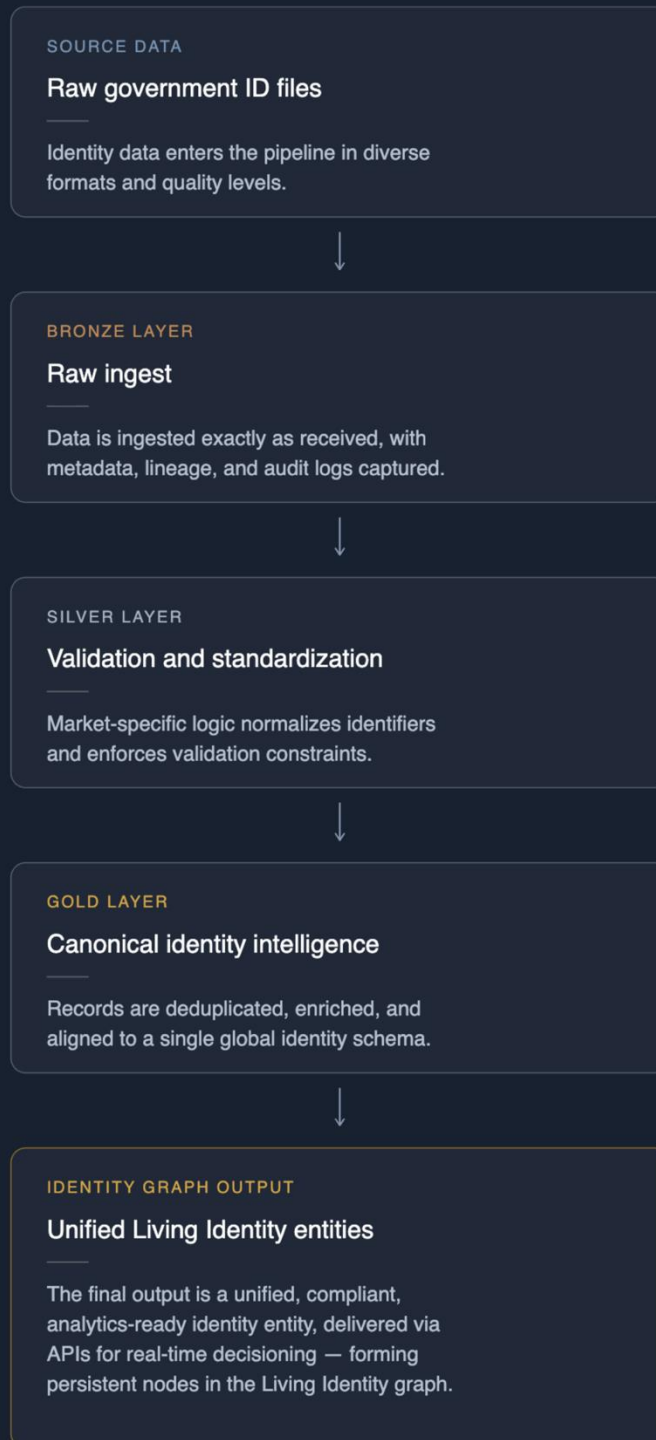 SOURCE DATA
Raw government ID files
Identity data enters the pipeline in diverse
formats and quality levels.
BRONZE LAYER
Raw ingest
Data is ingested exactly as received, with
metadata, lineage, and audit logs captured.
SILVER LAYER
Validation and standardization
Market-specific logic normalizes identifiers
and enforces validation constraints.
GOLD LAYER
Canonical identity intelligence
Records are deduplicated, enriched, and
aligned to a single global identity schema.
IDENTITY GRAPH OUTPUT
Unified Living Identity entities
The final output is a unified, compliant,
analytics-ready identity entity, delivered via
APIs for real-time decisioning — forming
persistent nodes in the Living Identity graph.